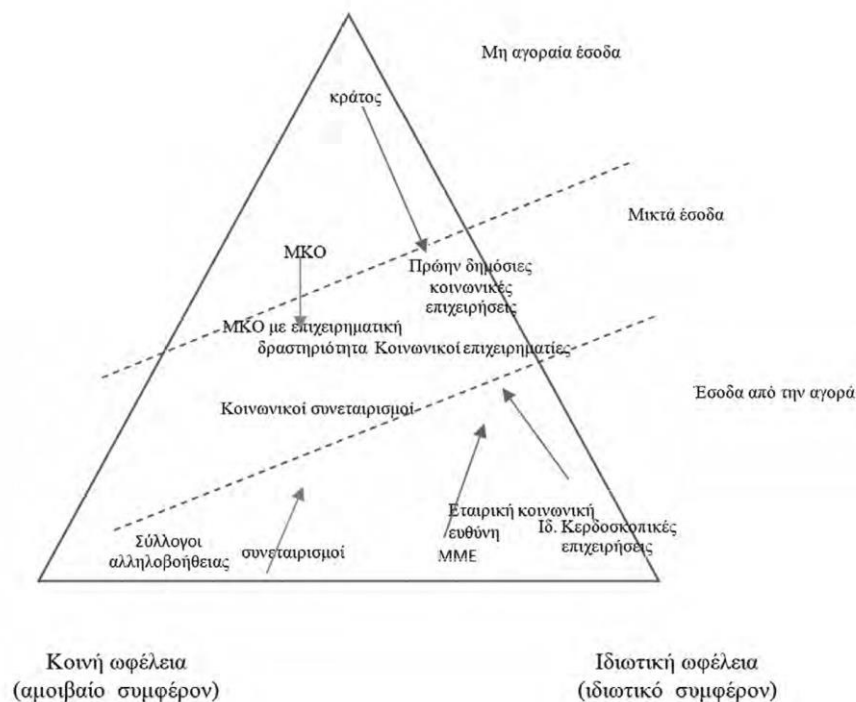 Μη αγοραία έσοδα
κράτος
Μικτά έσοδα
ΜΚΟ
Πρώην δημόσιες
κοινωνικές
επιχειρήσεις
ΜΚΟ με επιχειρηματική
δραστηριότητα Κοινωνικοί επιχειρηματίες
Έσοδα από την αγορά
Κοινωνικοί συνεταιρισμοί
Εταιρική κοινωνική
ευθύνη
Ιδ. Κερδοσκοπικές
επιχειρήσεις
Σύλλογοι
αλληλοβοήθειας
συνεταιρισμοί
ΜΜΕ
Κοινή ωφέλεια
(αμοιβαίο συμφέρον)
Ιδιωτική ωφέλεια
(ιδιωτικό συμφέρον)